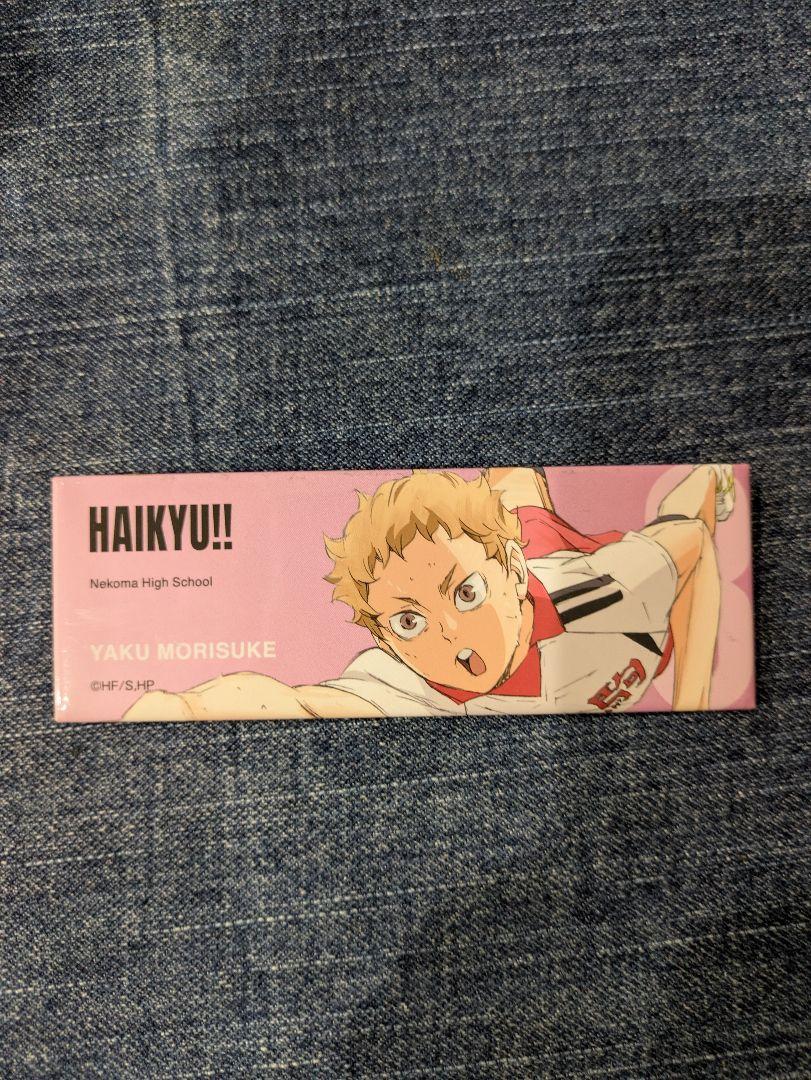 HAIKYU!!
Nekoma High School
YAKU MORISUKE
©HF/S,HP